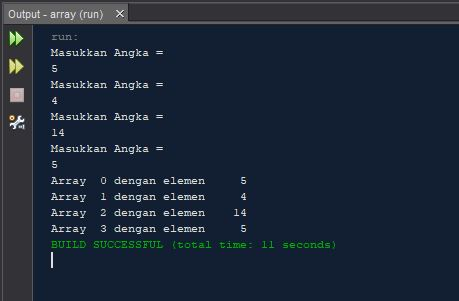 Output - array (run)
run:
Masukkan Angka =
5
Masukkan Angka =
4
Masukkan Angka =
14
Masukkan Angka =
5
Array  0 dengan elemen     5
Array  1 dengan elemen     4
Array  2 dengan elemen    14
Array  3 dengan elemen     5
BUILD SUCCESSFUL (total time: 11 seconds)